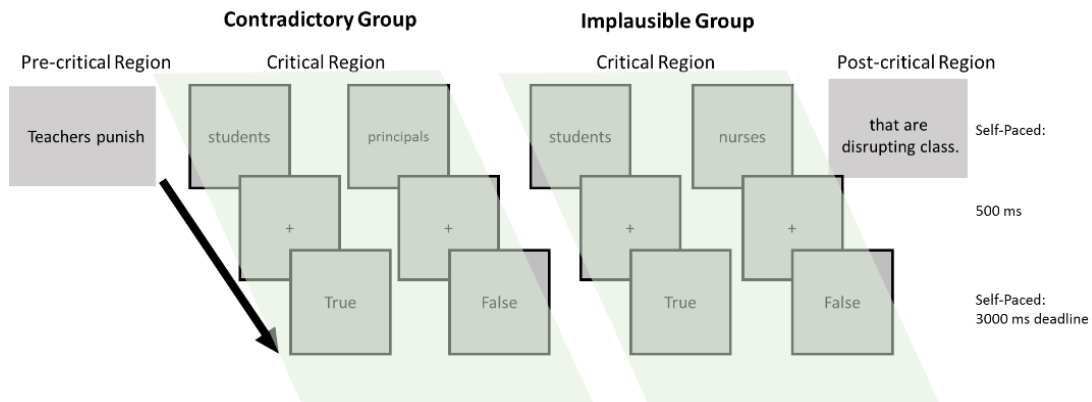 Contradictory Group
Implausible Group
Pre-critical Region
Critical Region
Critical Region
Post-critical Region
Teachers punish
students
principals
students
nurses
that are
disrupting class.
Self-Paced:
+
+
+
+
500 ms
True
False
True
False
Self-Paced:
3000 ms deadline